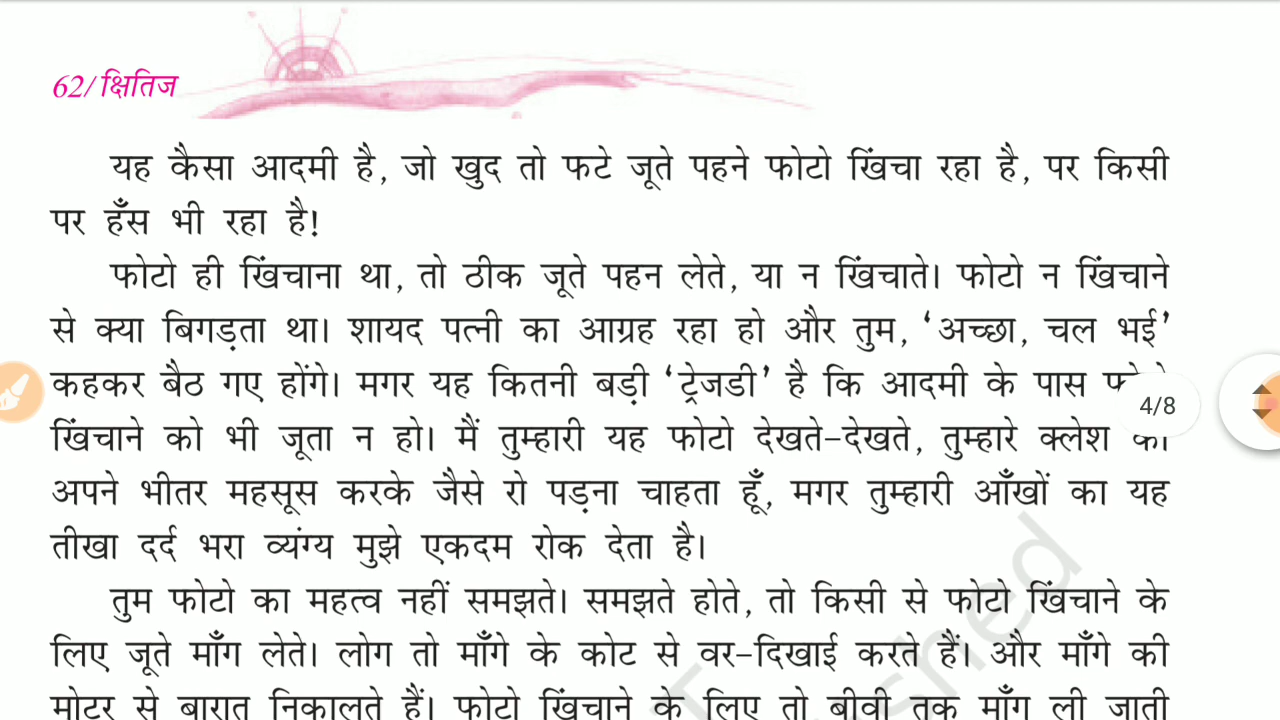 62/ क्षितिज
यह कैसा आदमी है, जो खुद तो फटे जूते पहने फोटो खिंचा रहा है, पर किसी
पर हँस भी रहा है!
फोटो ही खिंचाना था, तो ठीक जूते पहन लेते, या न खिंचाते। फोटो न खिंचाने
से क्या बिगड़ता था। शायद पत्नी का आग्रह रहा हो और तुम, ‘अच्छा, चल भई’
कहकर बैठ गए होंगे। मगर यह कितनी बड़ी ‘ट्रेजडी’ है कि आदमी के पास
4/8
खिंचाने को भी जूता न हो। मैं तुम्हारी यह फोटो देखते-देखते, तुम्हारे क्लेश को
अपने भीतर महसूस करके जैसे रो पड़ना चाहता हूँ, मगर तुम्हारी आँखों का यह
तीखा दर्द भरा व्यंग्य मुझे एकदम रोक देता है।
तुम फोटो का महत्व नहीं समझते। समझते होते, तो किसी से फोटो खिंचाने के
लिए जूते माँग लेते। लोग तो माँगे के कोट से वर-दिखाई करते हैं। और माँगे की
मोटर से बारात निकालते हैं। फोटो खिंचाने के लिए तो बीवी तक माँग ली जाती